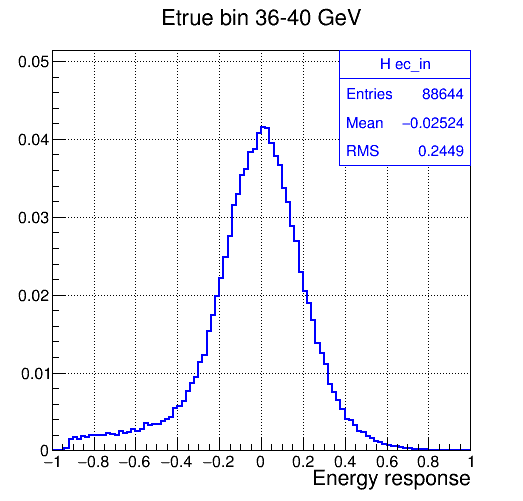 Etrue bin 36-40 GeV
H ec_in
Entries 88644
Mean −0.02524
RMS 0.2449
0.05
0.04
0.03
0.02
0.01
0
−1 −0.8 −0.6 −0.4 −0.2 0 0.2 0.4 0.6 0.8 1
Energy response